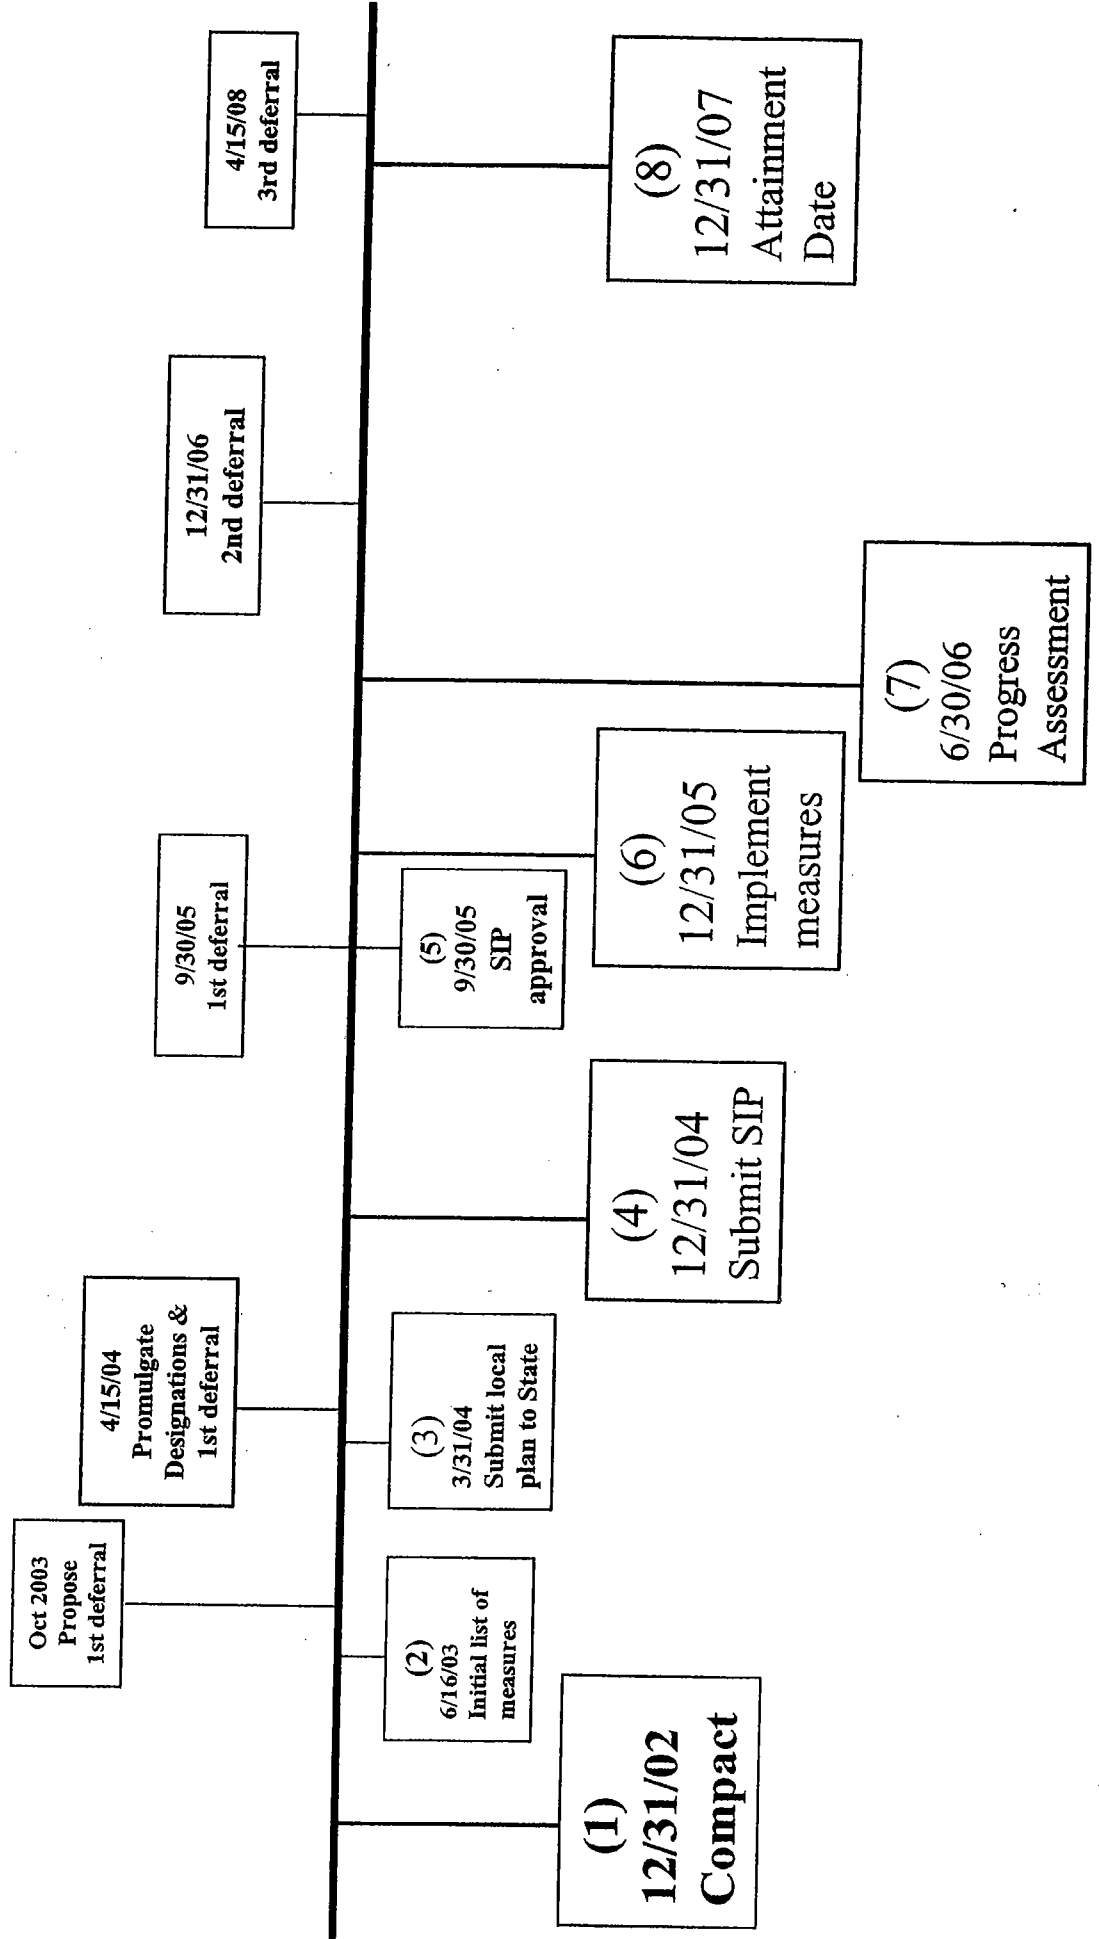 Oct 2003
Propose
1st deferral
4/15/04
Promulgate
Designations &
1st deferral
9/30/05
1st deferral
12/31/06
2nd deferral
4/15/08
3rd deferral
(1)
12/31/02
Compact
(2)
6/16/03
Initial list of
measures
(3)
3/31/04
Submit local
plan to State
(4)
12/31/04
Submit SIP
(5)
9/30/05
SIP
approval
(6)
12/31/05
Implement
measures
(7)
6/30/06
Progress
Assessment
(8)
12/31/07
Attainment
Date